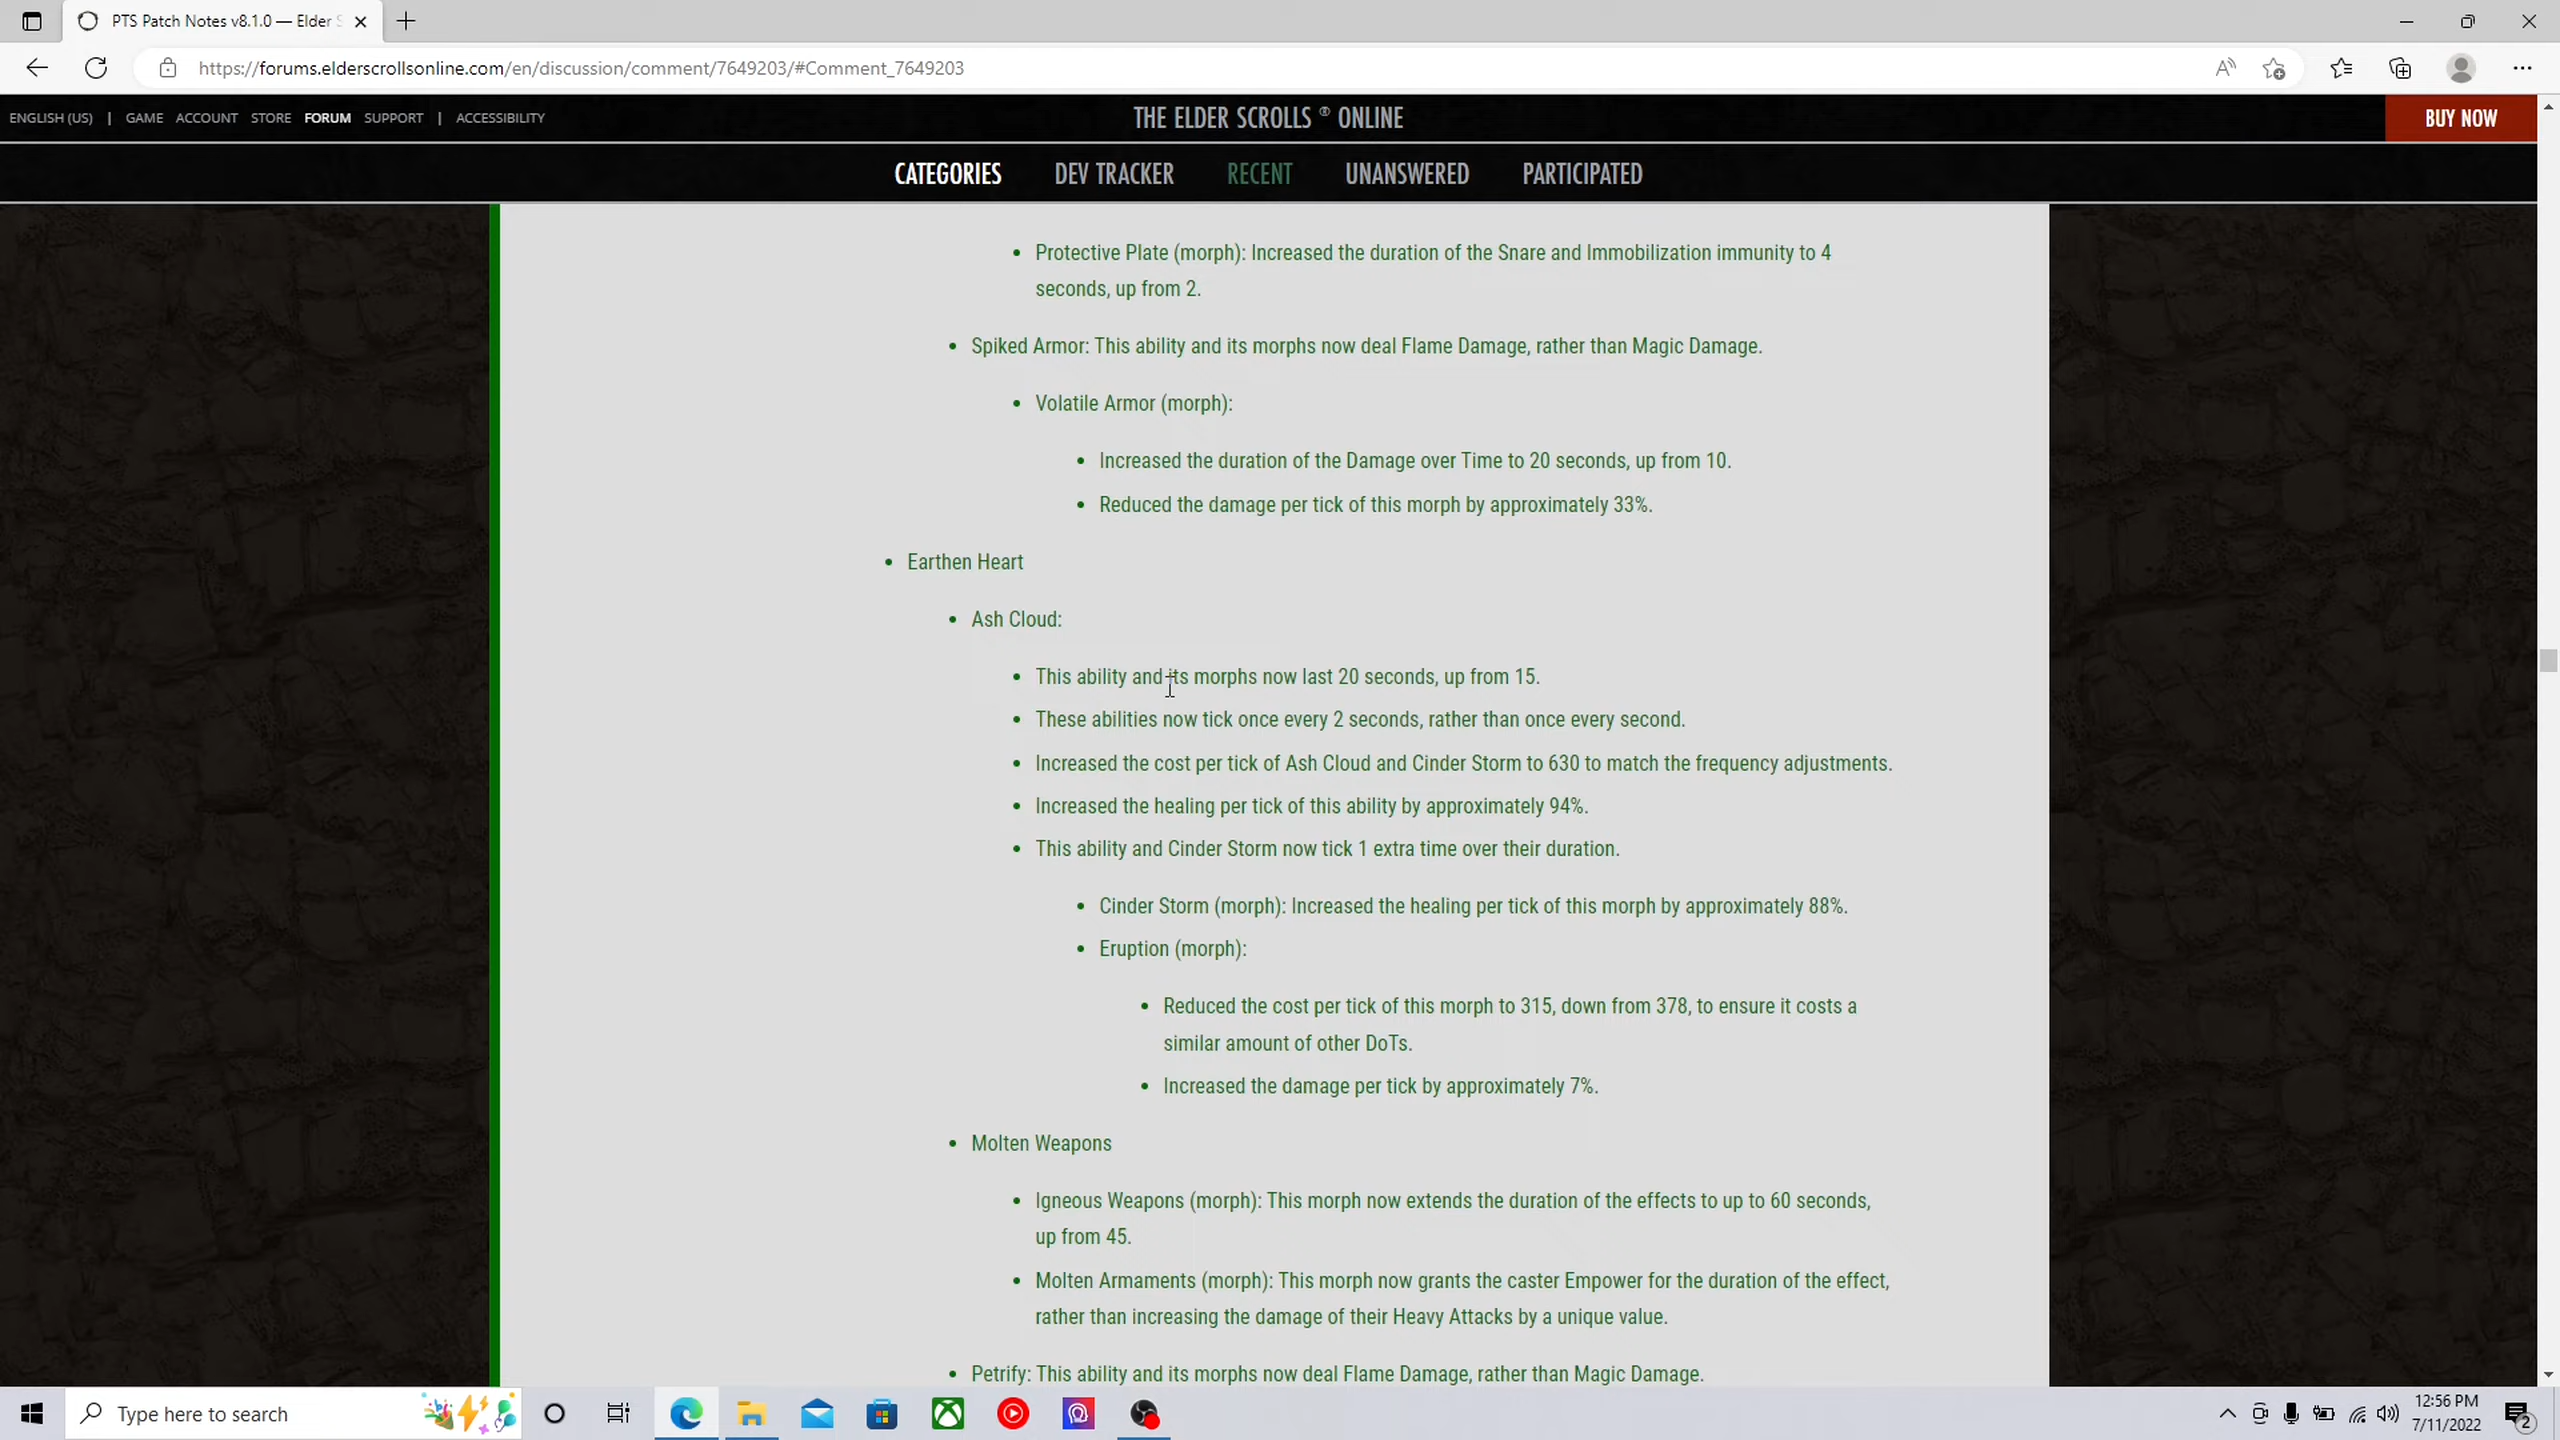 PTS Patch Notes v8.1.0 — Elder S
https://forums.elderscrollsonline.com/en/discussion/comment/7649203/#Comment_7649203
ENGLISH (US) | GAME ACCOUNT STORE FORUM SUPPORT | ACCESSIBILITY
THE ELDER SCROLLS ® ONLINE
BUY NOW
CATEGORIES DEV TRACKER RECENT UNANSWERED PARTICIPATED
• Protective Plate (morph): Increased the duration of the Snare and Immobilization immunity to 4
seconds, up from 2.
• Spiked Armor: This ability and its morphs now deal Flame Damage, rather than Magic Damage.
• Volatile Armor (morph):
• Increased the duration of the Damage over Time to 20 seconds, up from 10.
• Reduced the damage per tick of this morph by approximately 33%.
• Earthen Heart
• Ash Cloud:
• This ability and its morphs now last 20 seconds, up from 15.
• These abilities now tick once every 2 seconds, rather than once every second.
• Increased the cost per tick of Ash Cloud and Cinder Storm to 630 to match the frequency adjustments.
• Increased the healing per tick of this ability by approximately 94%.
• This ability and Cinder Storm now tick 1 extra time over their duration.
• Cinder Storm (morph): Increased the healing per tick of this morph by approximately 88%.
• Eruption (morph):
• Reduced the cost per tick of this morph to 315, down from 378, to ensure it costs a
similar amount of other DoTs.
• Increased the damage per tick by approximately 7%.
• Molten Weapons
• Igneous Weapons (morph): This morph now extends the duration of the effects to up to 60 seconds,
up from 45.
• Molten Armaments (morph): This morph now grants the caster Empower for the duration of the effect,
rather than increasing the damage of their Heavy Attacks by a unique value.
• Petrify: This ability and its morphs now deal Flame Damage, rather than Magic Damage.
Type here to search
12:56 PM
7/11/2022
2